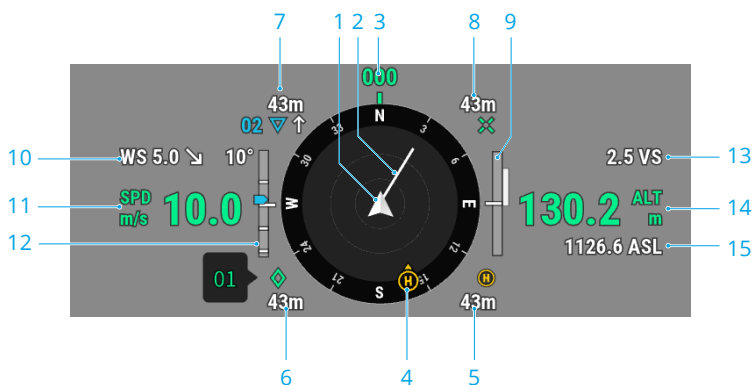 7 1 2 3 8 9
000
43m 43m
02
N
33 3
30 6
10 WS 5.0 10° 2.5 VS 13
11 SPD m/s 10.0 W E 130.2 ALT m 14
12 1126.6 ASL 15
24 12
01 21 S H 15 H
43m 43m
6 4 5